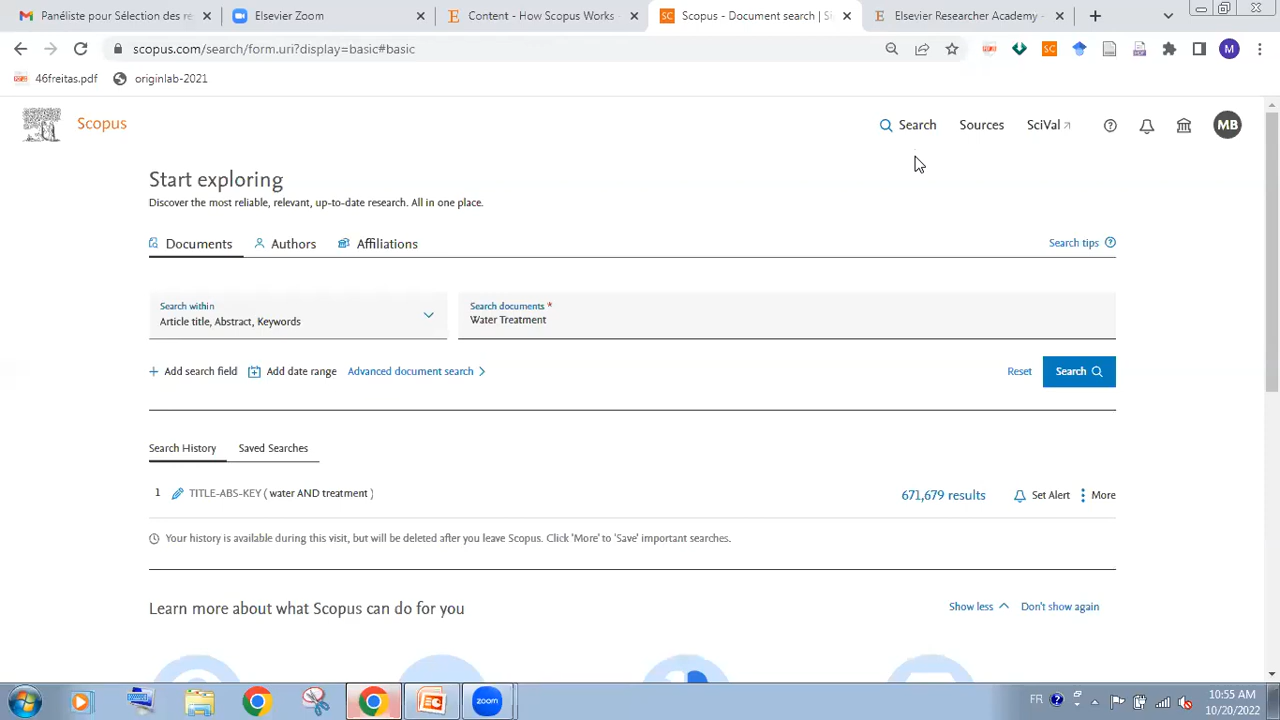 Panéliste pour Sélection des re
Elsevier Zoom
Content - How Scopus Works -
SC
Scopus - Document search | Si
Elsevier Researcher Academy -
scopus.com/search/form.uri?display=basic#basic
SC
M
46freitas.pdf
originlab-2021
Scopus
Search
Sources
SciVal
MB
Start exploring
Discover the most reliable, relevant, up-to-date research. All in one place.
Documents
Authors
Affiliations
Search tips
Search within
Article title, Abstract, Keywords
Search documents *
Water Treatment
Add search field
Add date range
Advanced document search
Reset
Search
Search History
Saved Searches
1
TITLE-ABS-KEY ( water AND treatment )
671,679 results
Set Alert
More
Your history is available during this visit, but will be deleted after you leave Scopus. Click 'More' to 'Save' important searches.
Learn more about what Scopus can do for you
Show less
Don't show again
zoom
FR
10:55 AM
10/20/2022